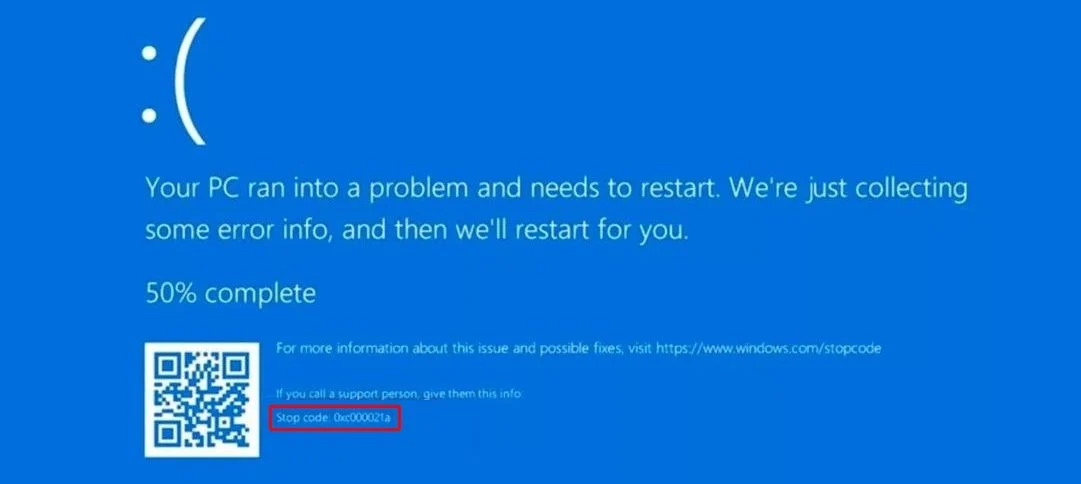 :(
Your PC ran into a problem and needs to restart. We're just collecting
some error info, and then we'll restart for you.
50% complete
For more information about this issue and possible fixes, visit https://www.windows.com/stopcode
If you call a support person, give them this info:
Stop code: 0xc000021a